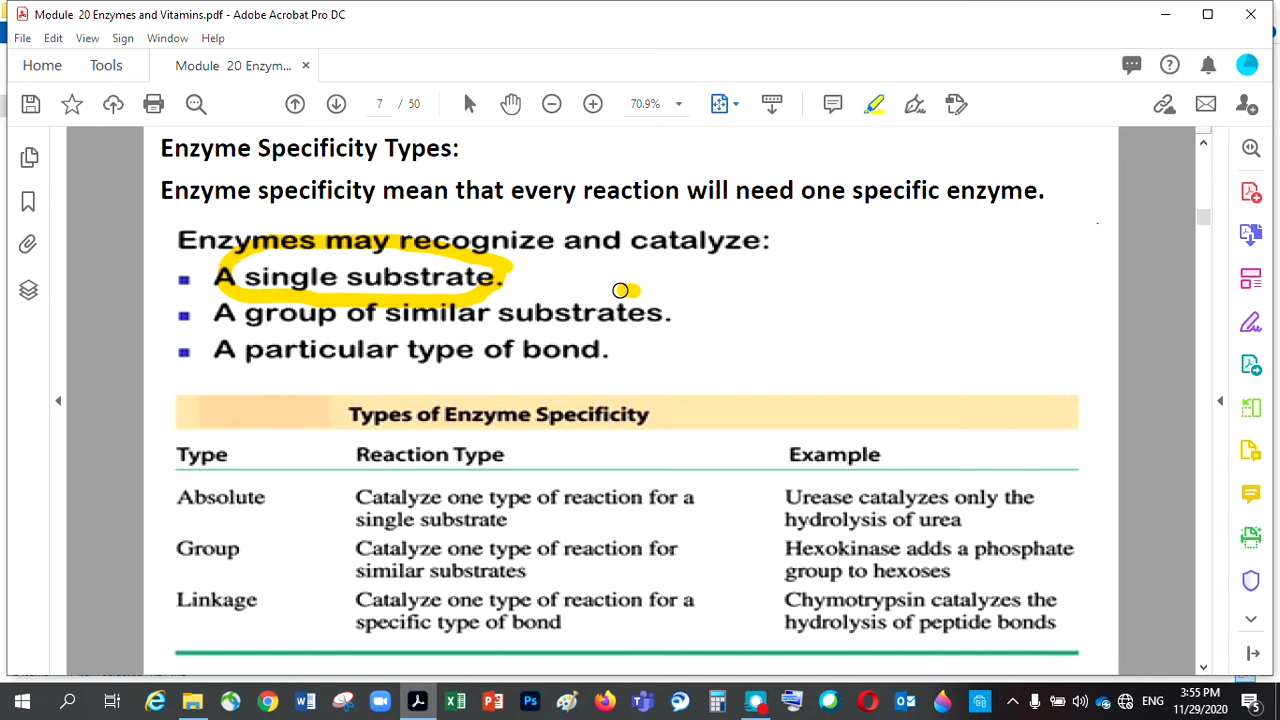 Module 20 Enzymes and Vitamins.pdf - Adobe Acrobat Pro DC
File Edit View Sign Window Help
Home Tools Module 20 Enzym... ×
7 / 50 70.9%
Enzyme Specificity Types:
Enzyme specificity mean that every reaction will need one specific enzyme.
Enzymes may recognize and catalyze:
A single substrate.
A group of similar substrates.
A particular type of bond.
Types of Enzyme Specificity
Type Reaction Type Example
Absolute Catalyze one type of reaction for a Urease catalyzes only the
single substrate hydrolysis of urea
Group Catalyze one type of reaction for Hexokinase adds a phosphate
similar substrates group to hexoses
Linkage Catalyze one type of reaction for a Chymotrypsin catalyzes the
specific type of bond hydrolysis of peptide bonds
ENG 3:55 PM
11/29/2020 5